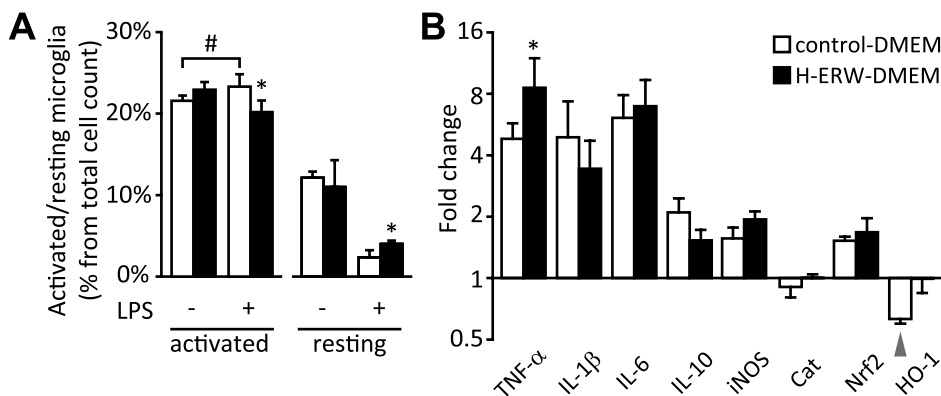 A
Activated/resting microglia
(% from total cell count)
30%
20%
10%
0%
#
*
*
LPS
- + - +
activated resting
B
Fold change
16
8
4
2
1
0.5
*
control-DMEM
H-ERW-DMEM
TNF-α IL-1β IL-6 IL-10 iNOS Cat Nrf2 HO-1